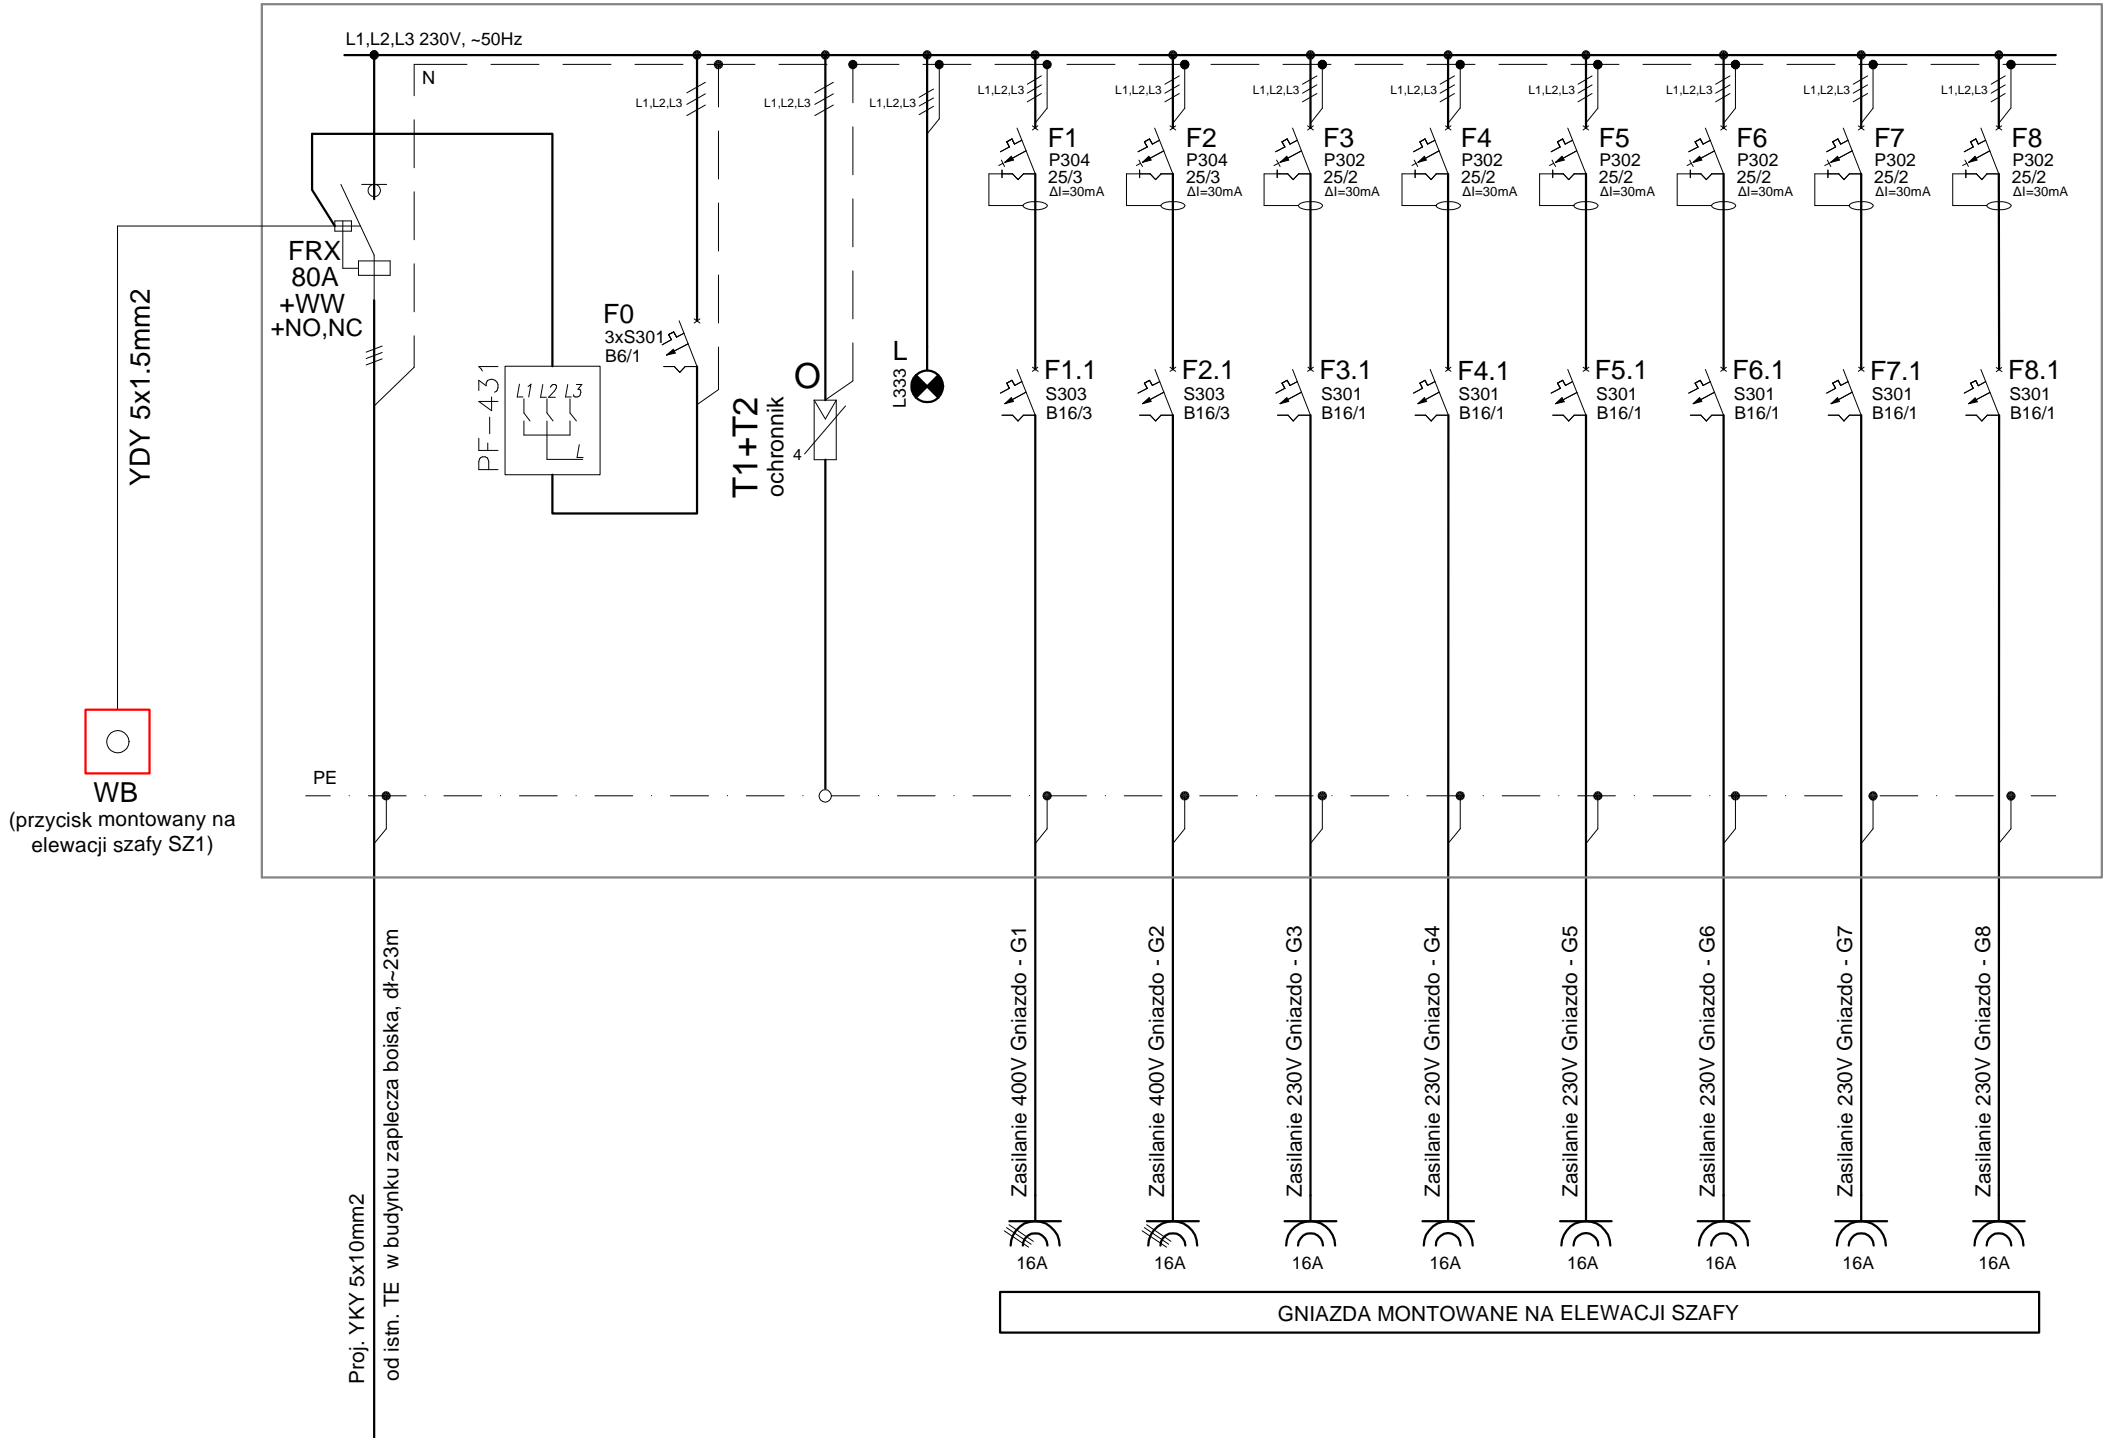 L1,L2,L3 230V, ~50Hz
N
L1,L2,L3
L1,L2,L3
L1,L2,L3
L1,L2,L3
L1,L2,L3
L1,L2,L3
L1,L2,L3
L1,L2,L3
L1,L2,L3
L1,L2,L3
L1,L2,L3
F1
P304
25/3
ΔI=30mA
F2
P304
25/3
ΔI=30mA
F3
P302
25/2
ΔI=30mA
F4
P302
25/2
ΔI=30mA
F5
P302
25/2
ΔI=30mA
F6
P302
25/2
ΔI=30mA
F7
P302
25/2
ΔI=30mA
F8
P302
25/2
ΔI=30mA
FRX
80A
+WW
+NO,NC
YDY 5x1.5mm2
F0
3xS301
B6/1
PF-431
L1 L2 L3
L
O
T1+T2
ochronnik
4
L
L333
F1.1
S303
B16/3
F2.1
S303
B16/3
F3.1
S301
B16/1
F4.1
S301
B16/1
F5.1
S301
B16/1
F6.1
S301
B16/1
F7.1
S301
B16/1
F8.1
S301
B16/1
WB
(przycisk montowany na
elewacji szafy SZ1)
PE
Proj. YKY 5x10mm2
od istn. TE w budynku zaplecza boiska, dł~23m
Zasilanie 400V Gniazdo - G1
Zasilanie 400V Gniazdo - G2
Zasilanie 230V Gniazdo - G3
Zasilanie 230V Gniazdo - G4
Zasilanie 230V Gniazdo - G5
Zasilanie 230V Gniazdo - G6
Zasilanie 230V Gniazdo - G7
Zasilanie 230V Gniazdo - G8
16A
16A
16A
16A
16A
16A
16A
16A
GNIAZDA MONTOWANE NA ELEWACJI SZAFY